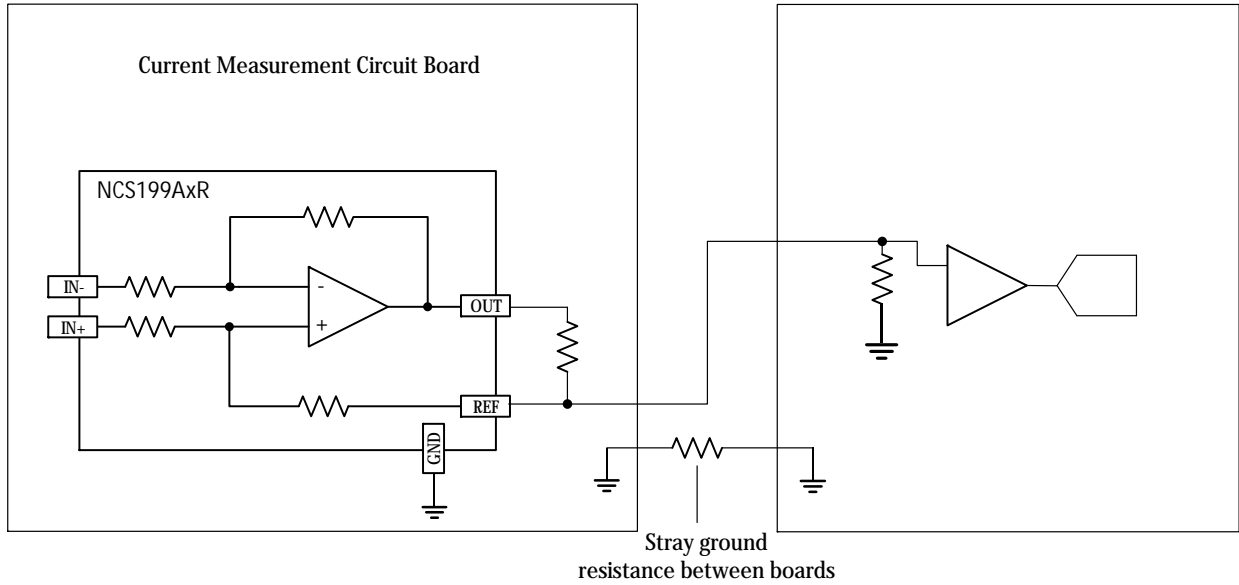 Current Measurement Circuit Board
NCS199AxR
IN-
IN+
-
+
OUT
REF
GND
Stray ground
resistance between boards